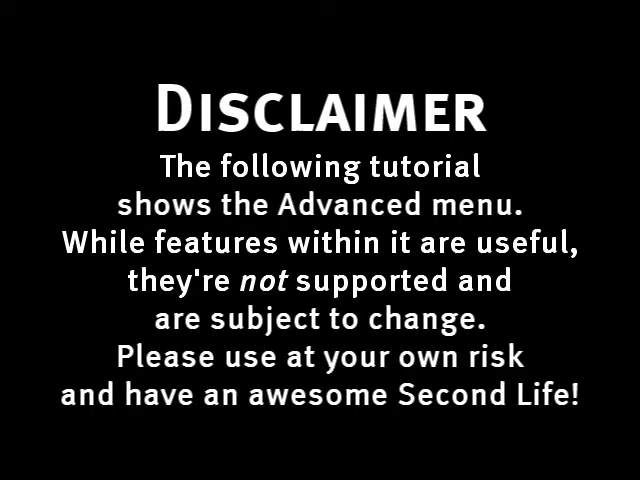 DISCLAIMER
The following tutorial
shows the Advanced menu.
While features within it are useful,
they're not supported and
are subject to change.
Please use at your own risk
and have an awesome Second Life!